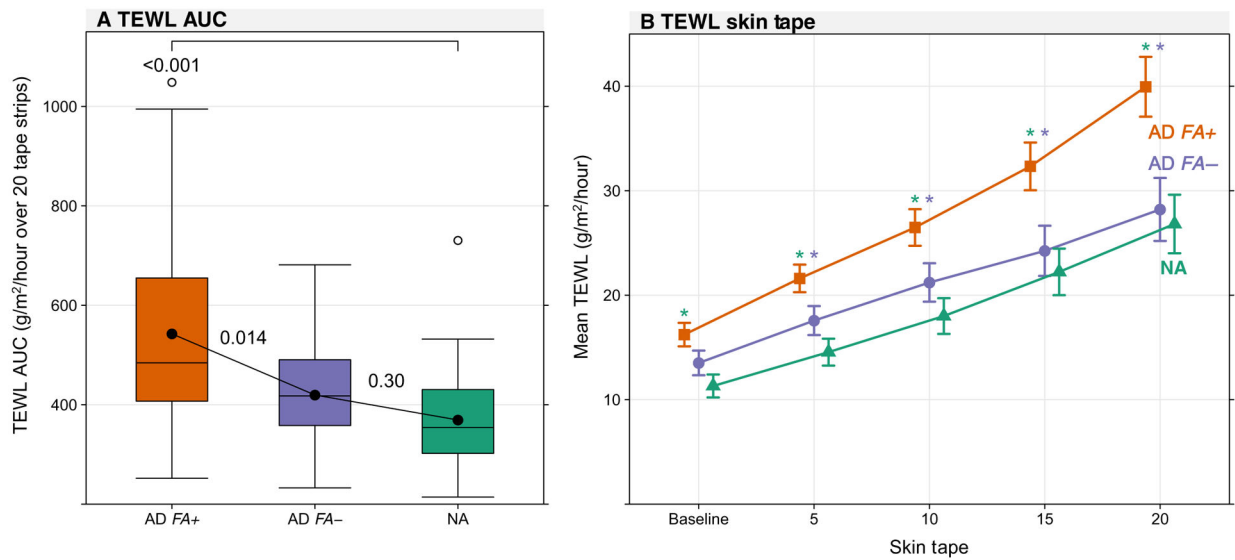 A TEWL AUC
TEWL AUC (g/m²/hour over 20 tape strips)
1000
800
600
400
<0.001
0.014
0.30
AD FA+
AD FA–
NA
B TEWL skin tape
Mean TEWL (g/m²/hour)
40
30
20
10
* *
* *
* *
* *
*
AD FA+
AD FA–
NA
Baseline
5
10
15
20
Skin tape